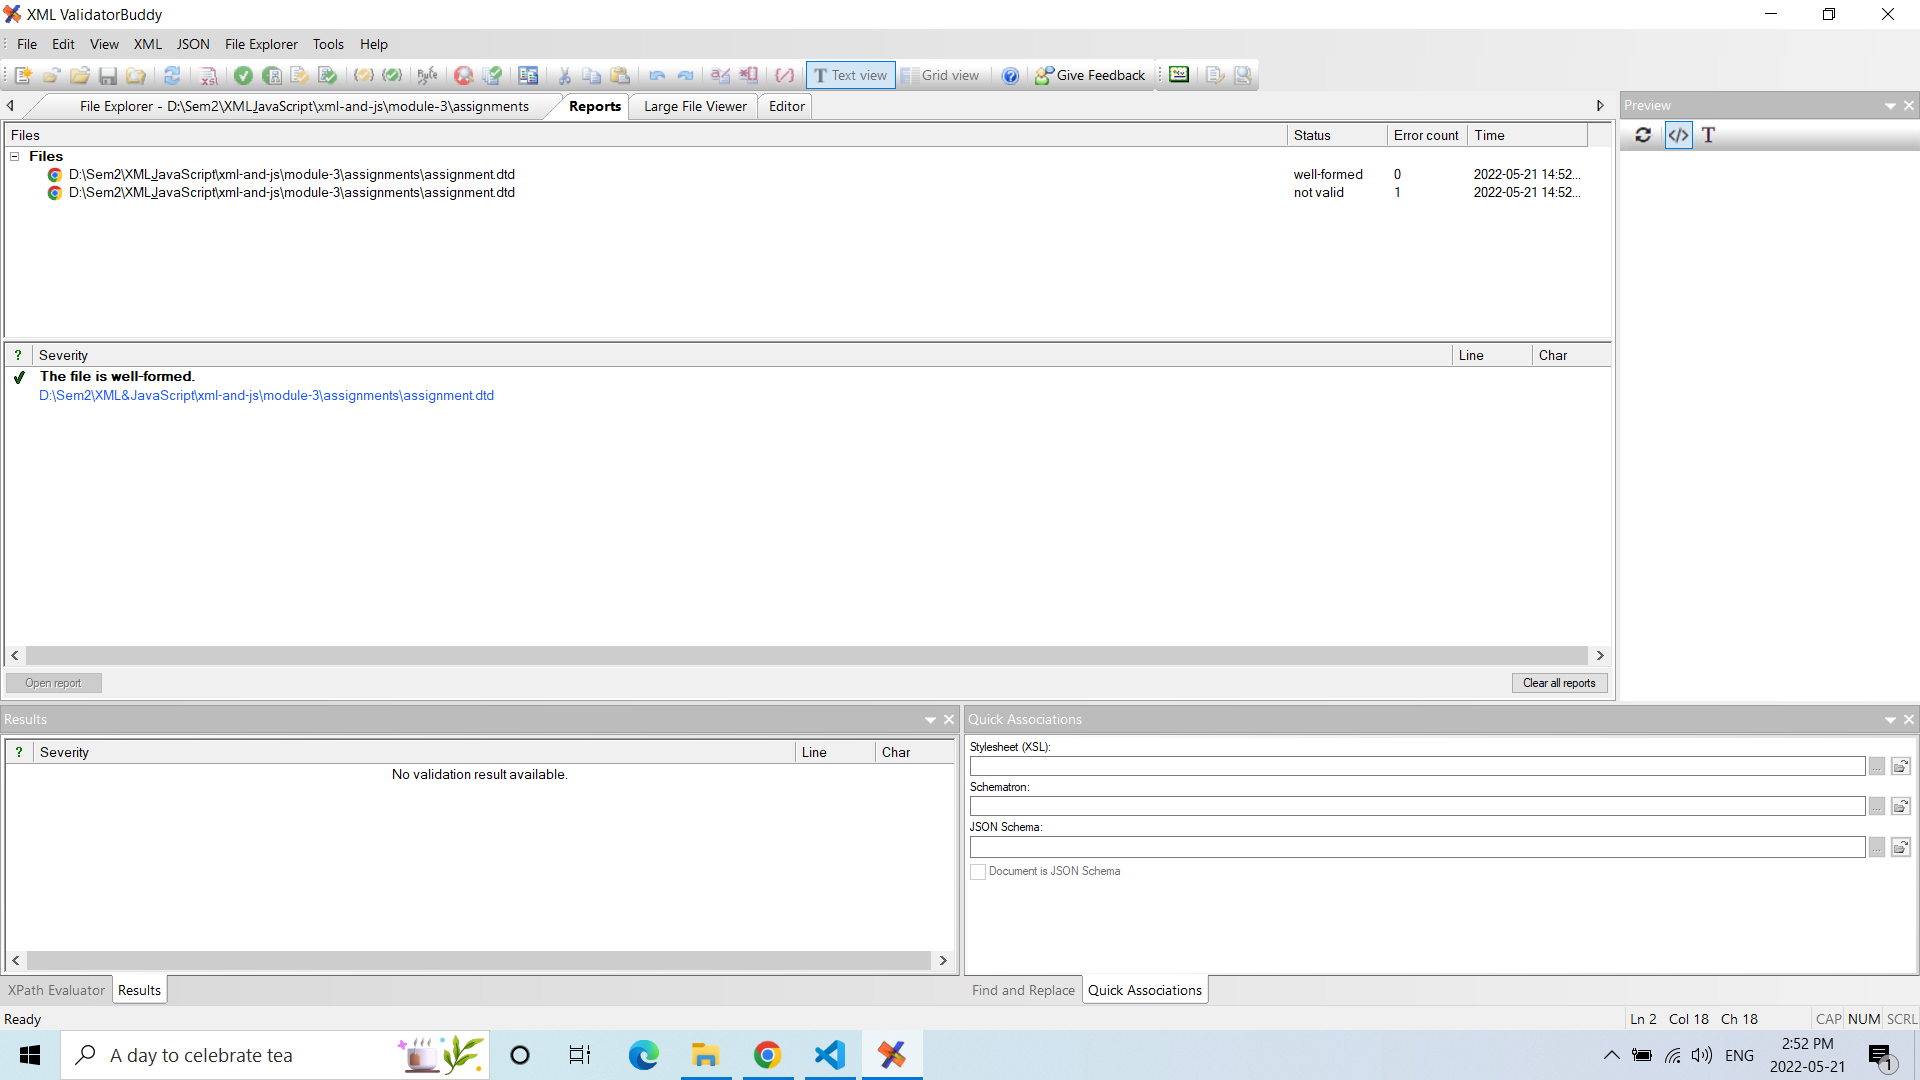 XML ValidatorBuddy
File Edit View XML JSON File Explorer Tools Help
Text view Grid view Give Feedback
File Explorer - D:\Sem2\XML_JavaScript\xml-and-js\module-3\assignments Reports Large File Viewer Editor
Preview
Files Status Error count Time
Files
D:\Sem2\XML_JavaScript\xml-and-js\module-3\assignments\assignment.dtd well-formed 0 2022-05-21 14:52...
D:\Sem2\XML_JavaScript\xml-and-js\module-3\assignments\assignment.dtd not valid 1 2022-05-21 14:52...
? Severity Line Char
The file is well-formed.
D:\Sem2\XML&JavaScript\xml-and-js\module-3\assignments\assignment.dtd
Open report Clear all reports
Results
? Severity Line Char
No validation result available.
XPath Evaluator Results
Quick Associations
Stylesheet (XSL):
...
Schematron:
...
JSON Schema:
...
Document is JSON Schema
Find and Replace Quick Associations
Ready Ln 2 Col 18 Ch 18 CAP NUM SCRL
A day to celebrate tea
ENG
2:52 PM
2022-05-21
1